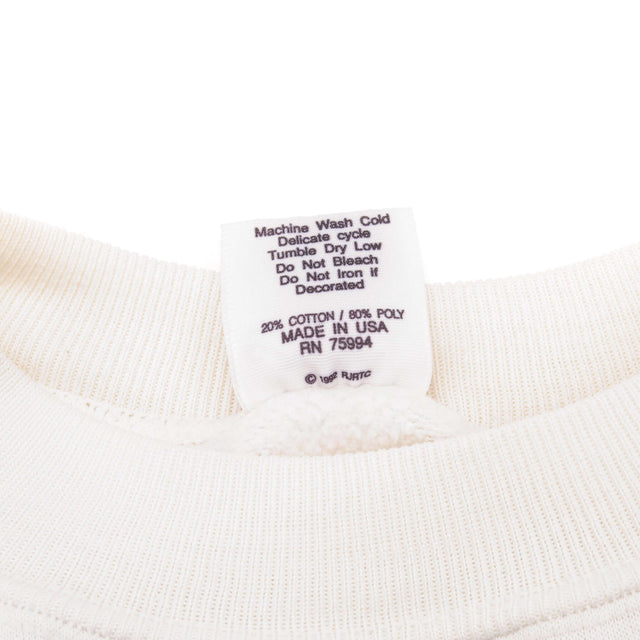 Machine Wash Cold
Delicate cycle
Tumble Dry Low
Do Not Bleach
Do Not Iron if
Decorated
20% COTTON / 80% POLY
MADE IN USA
RN 75994
©